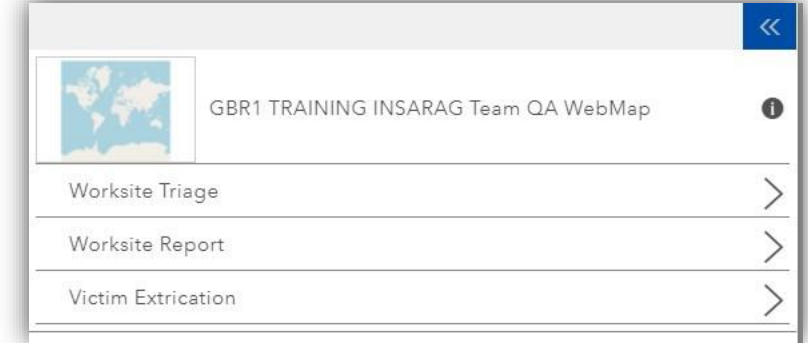 GBR1 TRAINING INSARAG Team QA WebMap
Worksite Triage
Worksite Report
Victim Extrication